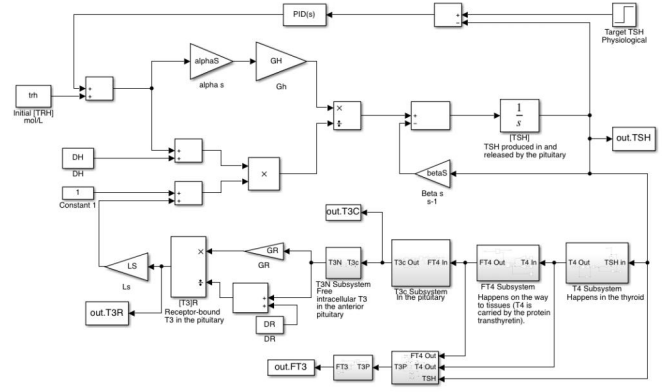 PID(s)
Target TSH
Physiological
alphaS
alpha s
GH
Gh
trh
Initial [TRH]
mol/L
1
s
[TSH]
TSH produced in and
released by the pituitary
out.TSH
DH
DH
betaS
Beta s
s-1
1
Constant 1
out.T3C
LS
Ls
GR
GR
T3N T3c
T3N Subsystem
Free
intracellular T3
in the anterior
pituitary
T3c Out FT4 In
T3c Subsystem
In the pituitary
FT4 In T4 In
FT4 Subsystem
Happens on the way
to tissues (T4 is
carried by the protein
transthyretin).
T4 Out TSH in
T4 Subsystem
Happens in the thyroid
[T3]R
Receptor-bound
T3 in the pituitary
out.T3R
DR
DR
out.FT3
FT3 T3P
T3P
FT4 Out
T4 Out
TSH